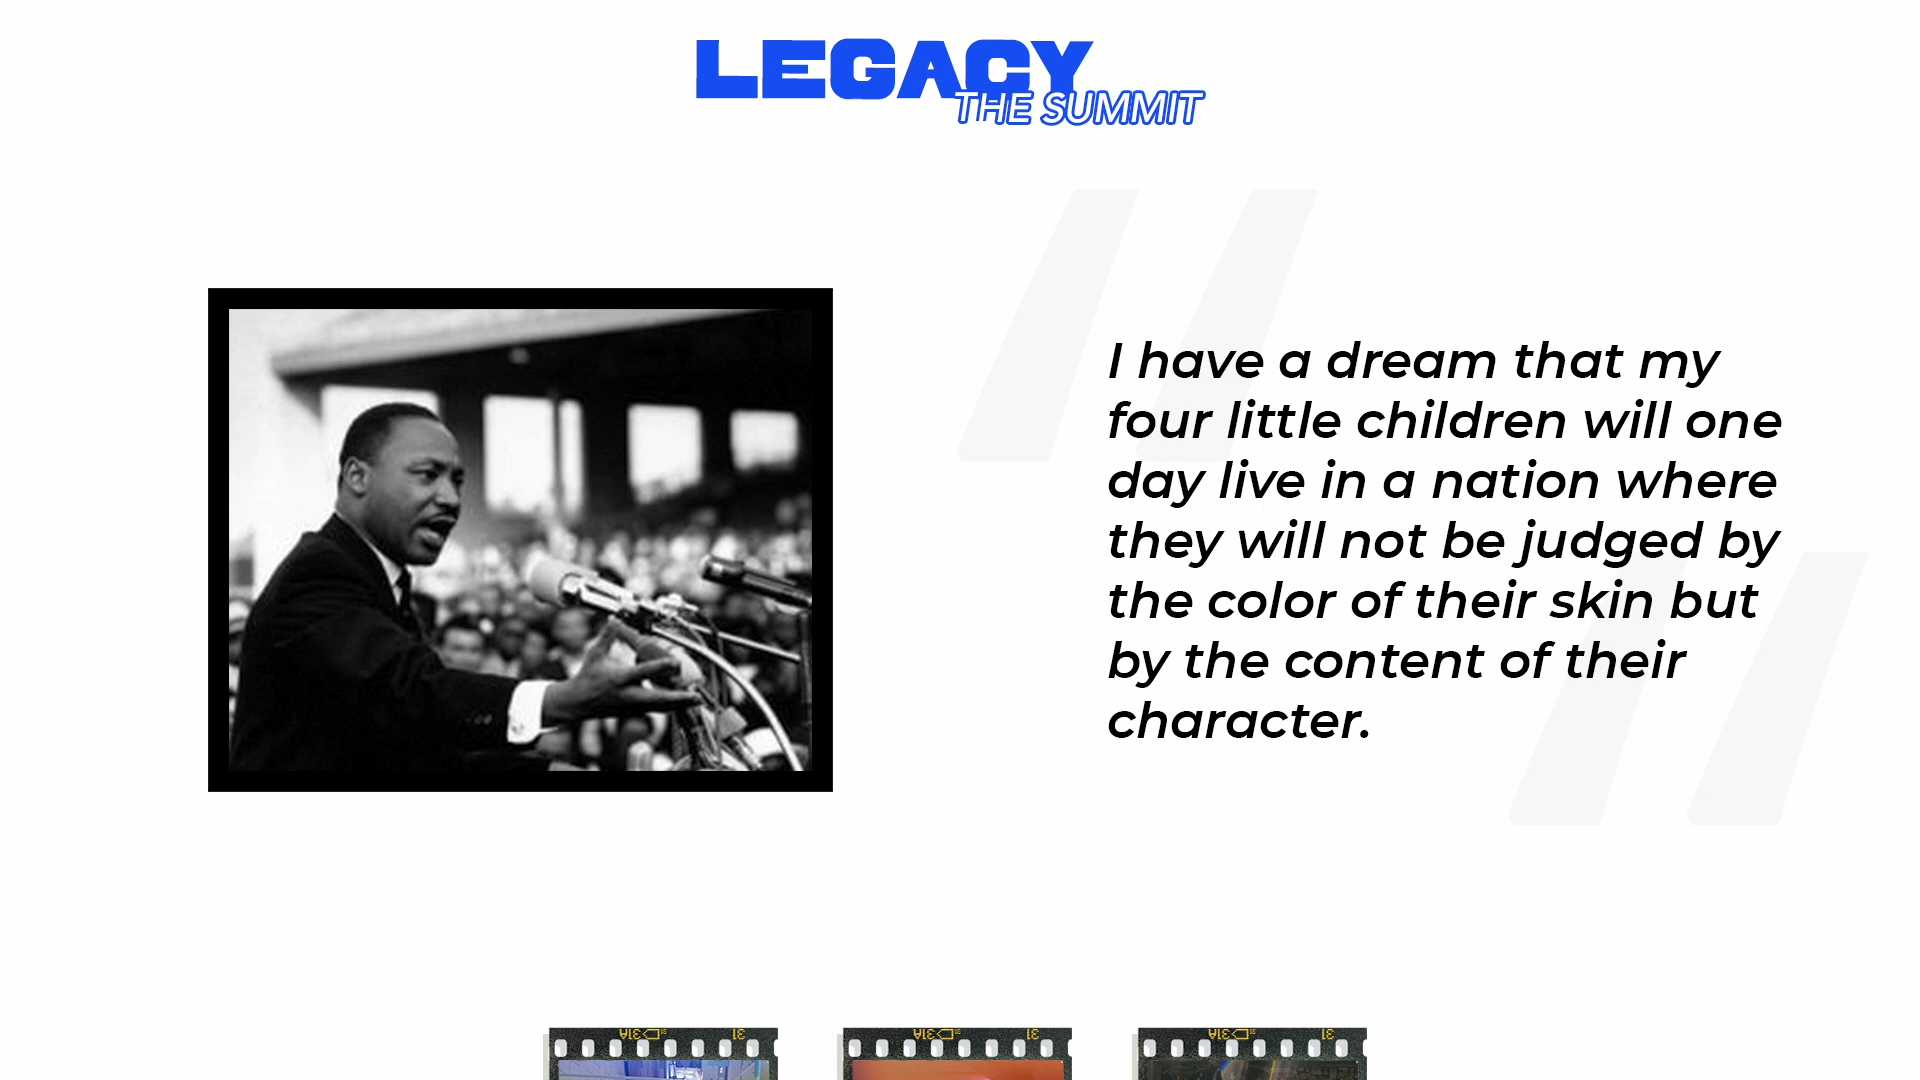 LEGACY
THE SUMMIT
I have a dream that my
four little children will one
day live in a nation where
they will not be judged by
the color of their skin but
by the content of their
character.